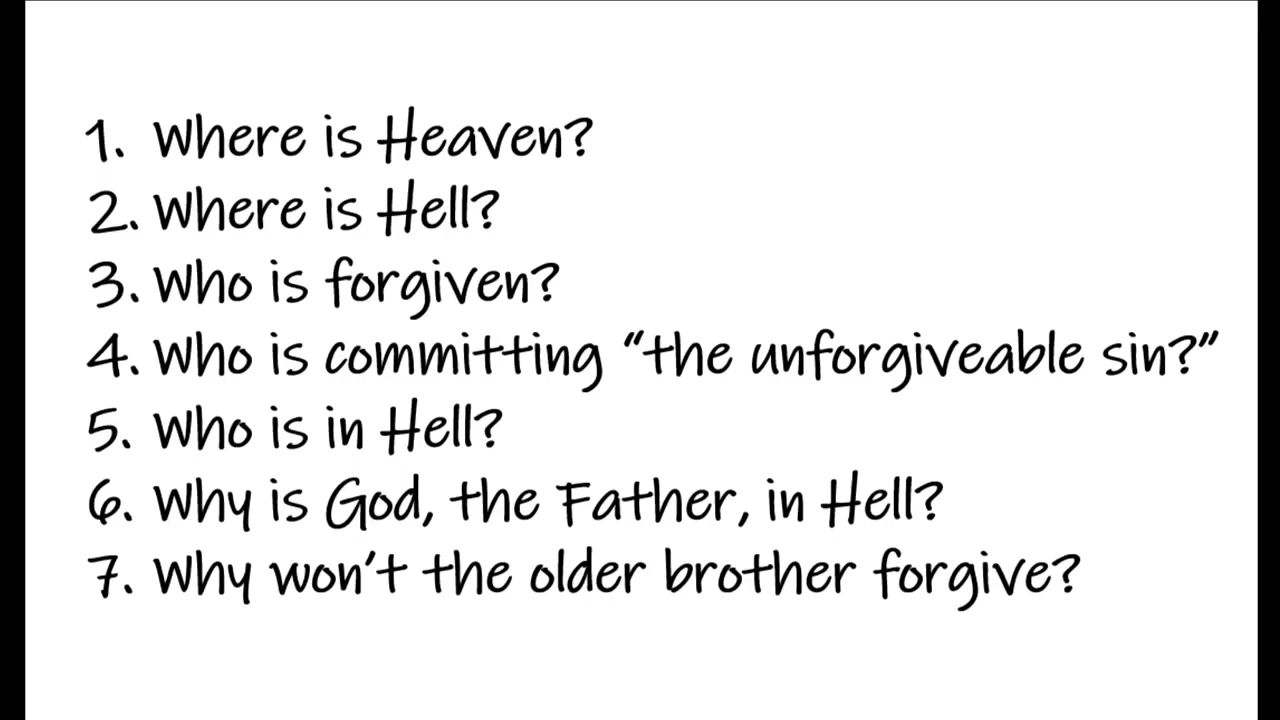 1. Where is Heaven?
2. Where is Hell?
3. Who is forgiven?
4. Who is committing “the unforgiveable sin?”
5. Who is in Hell?
6. Why is God, the Father, in Hell?
7. Why won’t the older brother forgive?